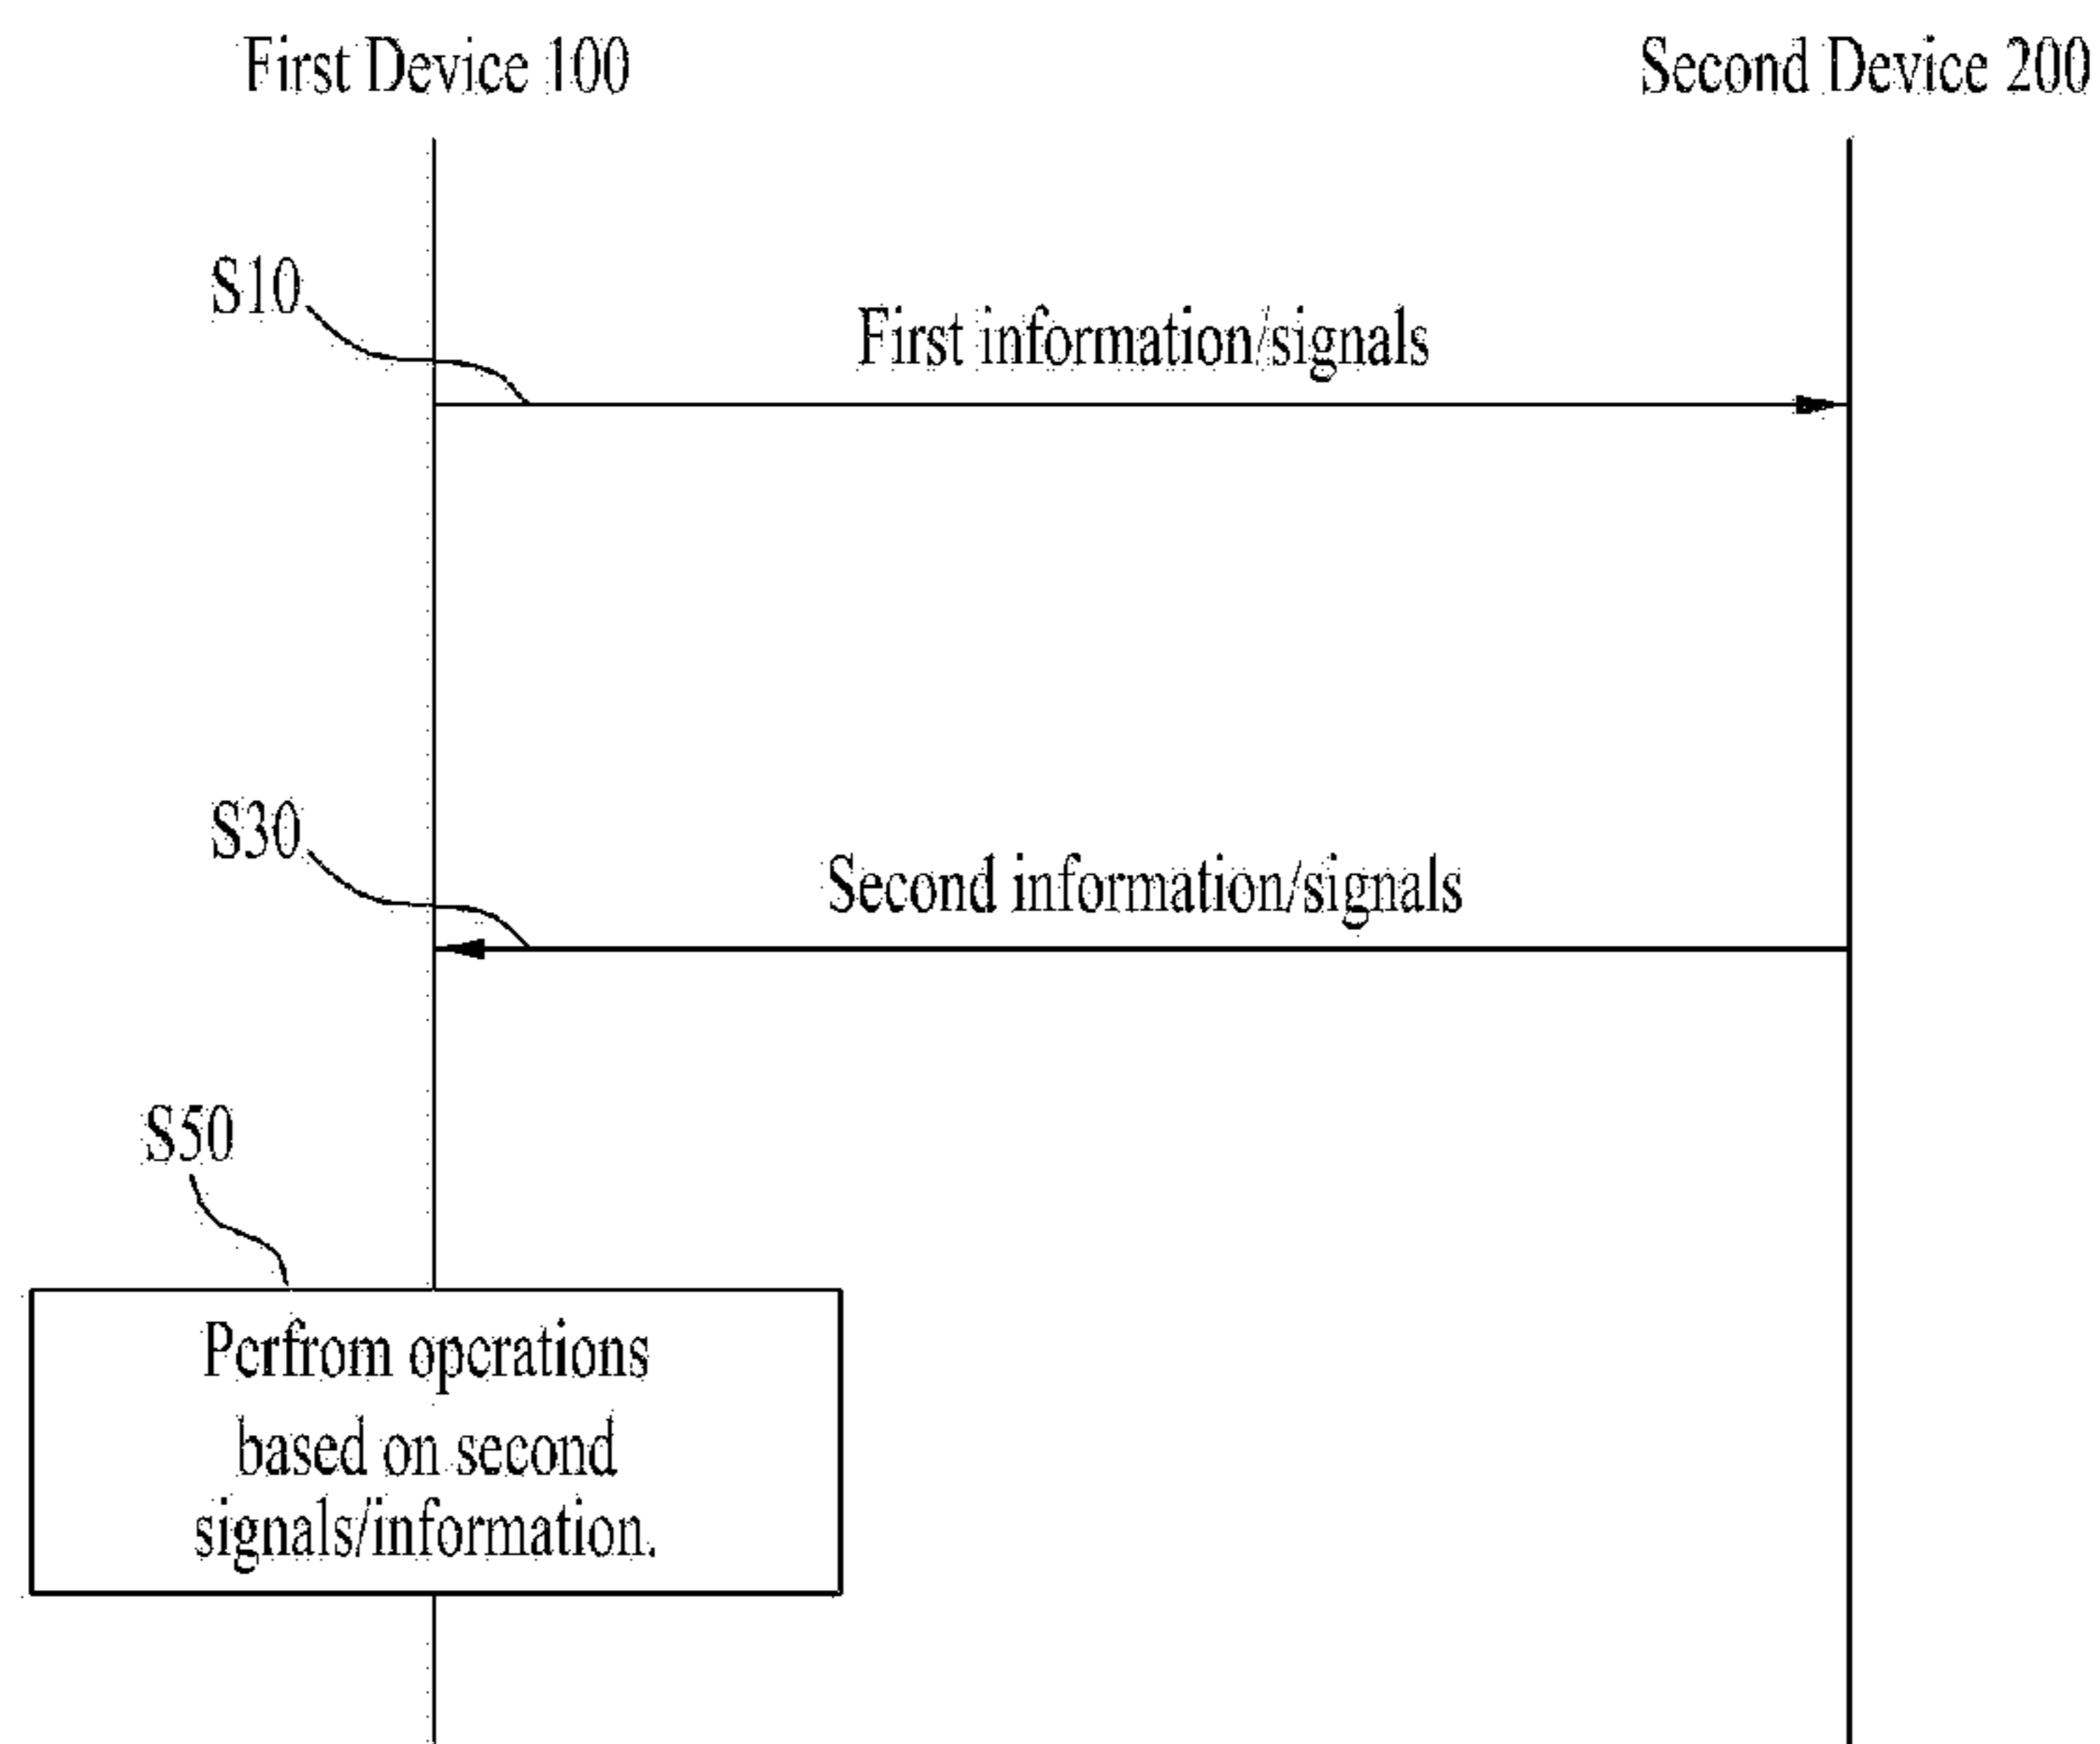 First Device 100
Second Device 200
S10
First information/signals
S30
Second information/signals
S50
Perfrom operations
based on second
signals/information.